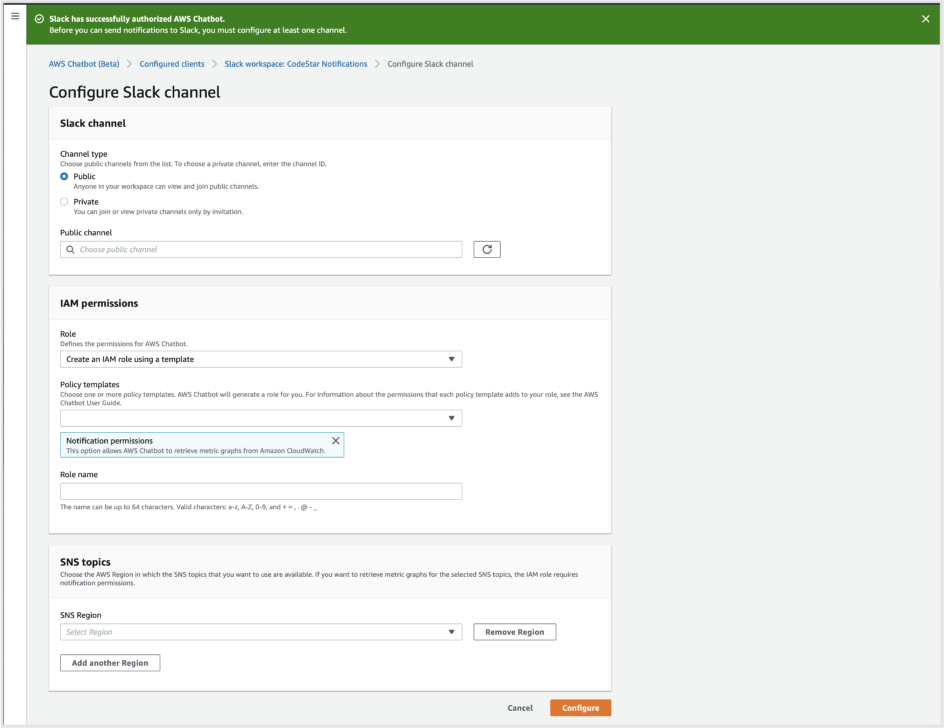 Slack has successfully authorized AWS Chatbot.
Before you can send notifications to Slack, you must configure at least one channel.
AWS Chatbot (Beta) > Configured clients > Slack workspace: CodeStar Notifications > Configure Slack channel
Configure Slack channel
Slack channel
Channel type
Choose public channels from the list. To choose a private channel, enter the channel ID.
Public
Anyone in your workspace can view and join public channels.
Private
You can join or view private channels only by invitation.
Public channel
Choose public channel
IAM permissions
Role
Defines the permissions for AWS Chatbot.
Create an IAM role using a template
Policy templates
Choose one or more policy templates. AWS Chatbot will generate a role for you. For information about the permissions that each policy template adds to your role, see the AWS
Chatbot User Guide.
Notification permissions
This option allows AWS Chatbot to retrieve metric graphs from Amazon CloudWatch.
Role name
The name can be up to 64 characters. Valid characters: a-z, A-Z, 0-9, and + = , . @ - _
SNS topics
Choose the AWS Region in which the SNS topics that you want to use are available. If you want to retrieve metric graphs for the selected SNS topics, the IAM role requires
notification permissions.
SNS Region
Select Region
Remove Region
Add another Region
Cancel
Configure